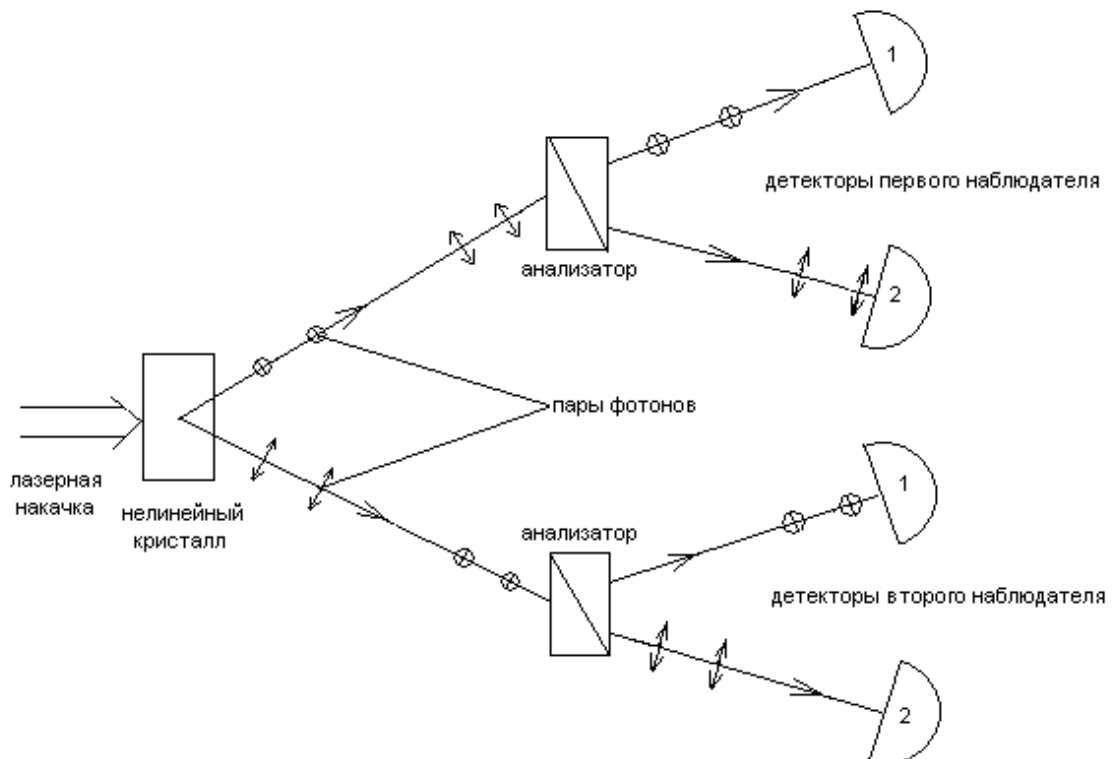 1
детекторы первого наблюдателя
анализатор
2
пары фотонов
лазерная
накачка
нелинейный
кристалл
1
анализатор
детекторы второго наблюдателя
2